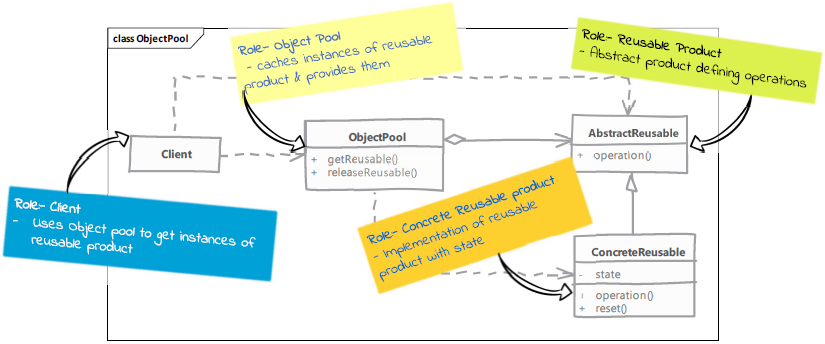 class ObjectPool
Role- Object Pool
- caches instances of reusable
product & provides them
Role- Reusable Product
- Abstract product defining operations
Client
ObjectPool
+ getReusable()
+ releaseReusable()
AbstractReusable
+ operation()
Role- Client
- Uses Object pool to get instances of
reusable product
Role- Concrete Reusable product
- Implementation of reusable
product with state
ConcreteReusable
- state
+ operation()
+ reset()